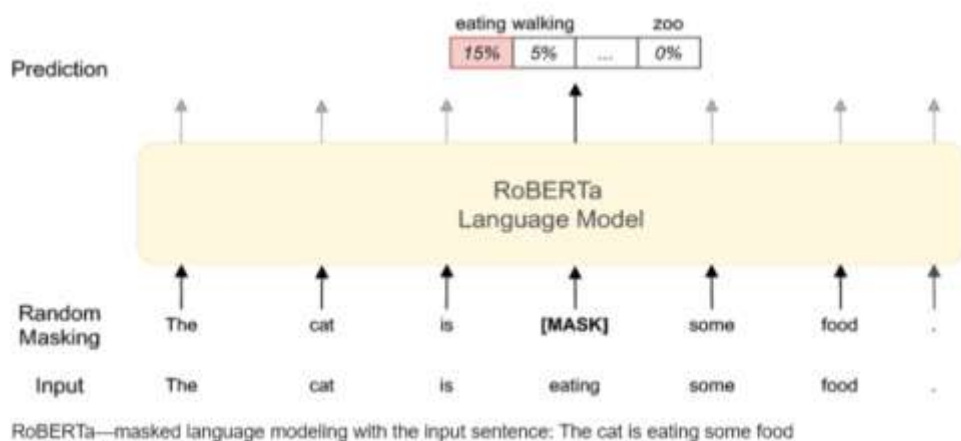 eating walking zoo
15% 5% ... 0%
Prediction
RoBERTa
Language Model
Random
Masking
The cat is [MASK] some food .
Input The cat is eating some food .
RoBERTa—masked language modeling with the input sentence: The cat is eating some food